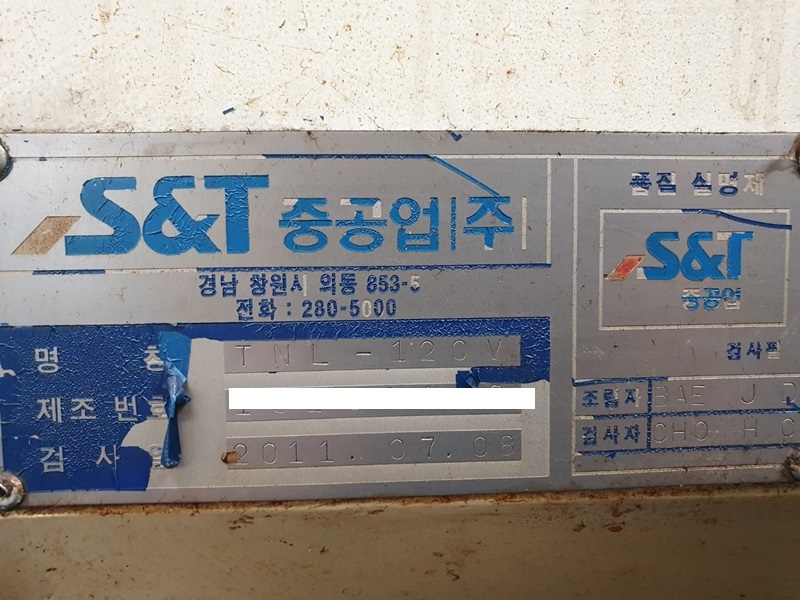 S&T 중공업(주)
경남 창원시 외동 853-5
전화 : 280-5000
명 칭 TNL-120V
제조번호
검사일 2011.07.08
품질 실명제
S&T
중공업
검사필
조립자 BAE J
검사자 CHO H C